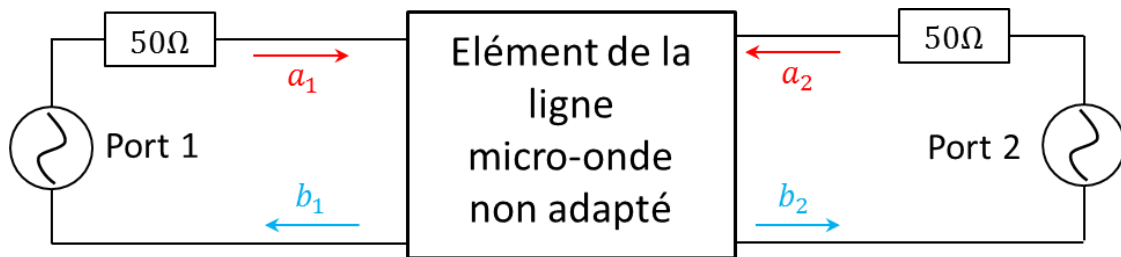 50Ω
a₁
Port 1
b₁
Elément de la
ligne
micro-onde
non adapté
50Ω
a₂
Port 2
b₂